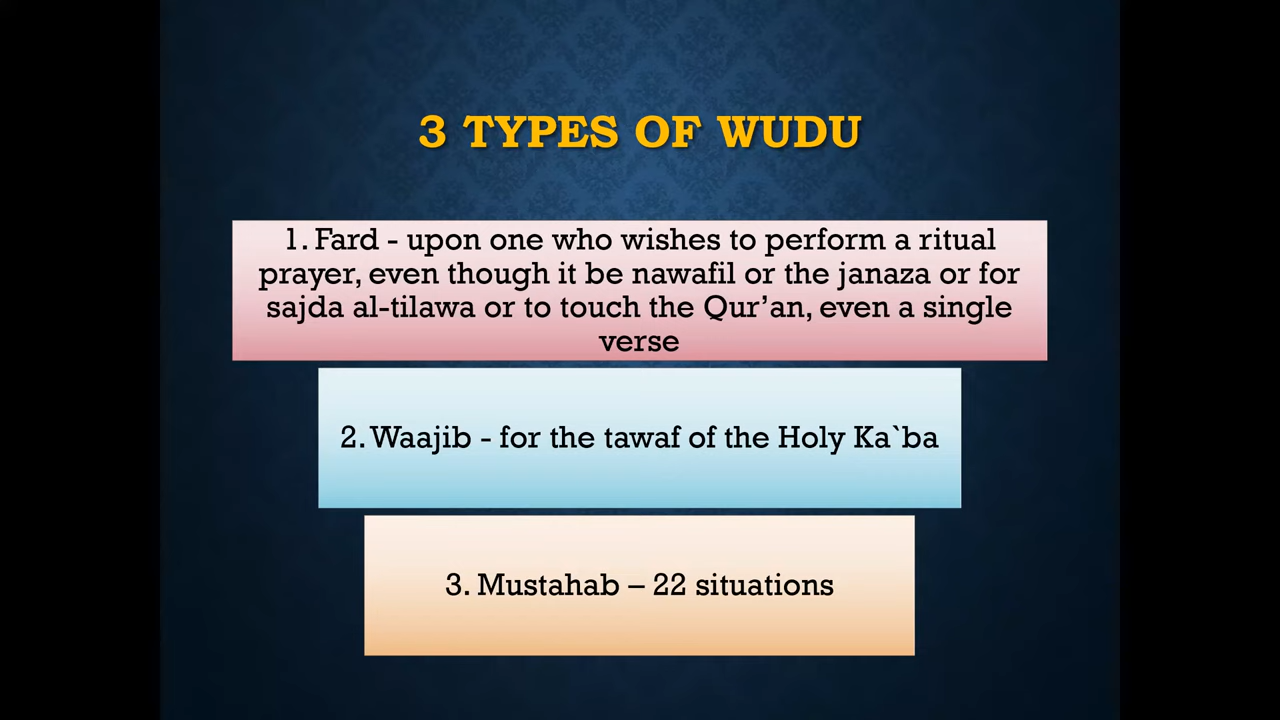 3 TYPES OF WUDU
1. Fard - upon one who wishes to perform a ritual
prayer, even though it be nawafil or the janaza or for
sajda al-tilawa or to touch the Qur’an, even a single
verse
2. Waajib - for the tawaf of the Holy Ka`ba
3. Mustahab – 22 situations